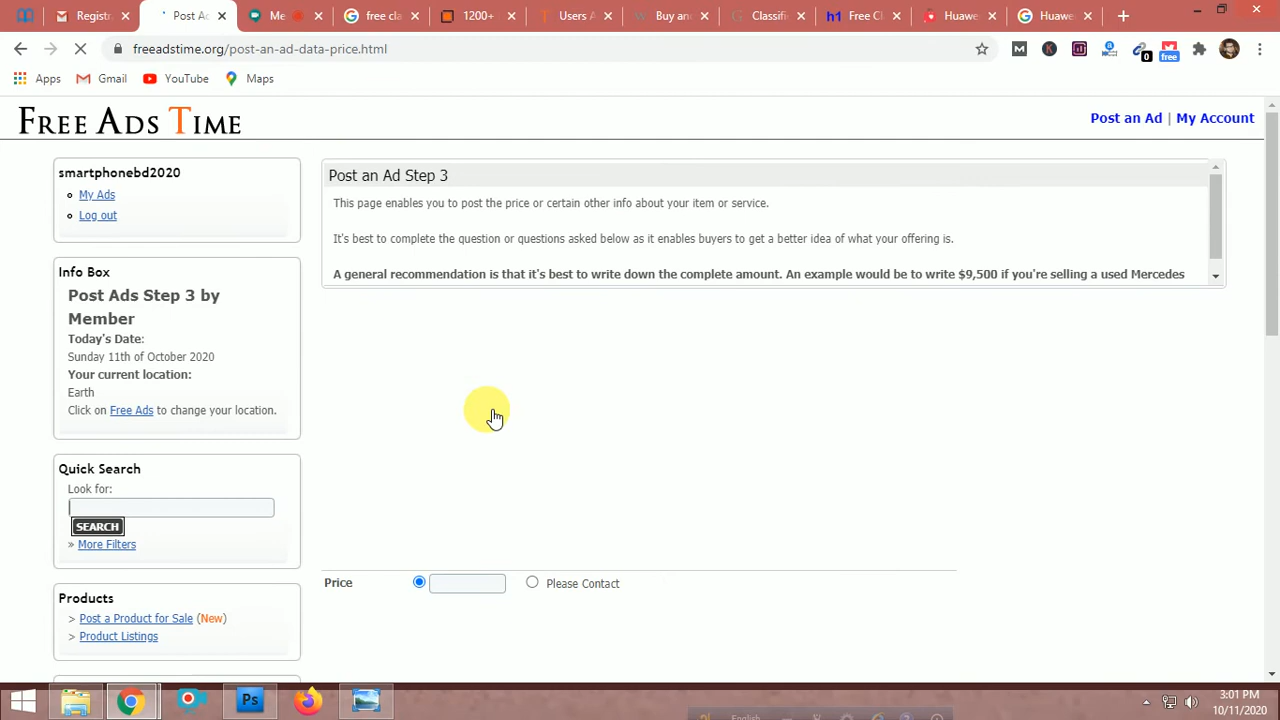 Registr
Post Ad
Me
free cla
1200+
Users A
Buy an
Classifi
Free Cl
Huawe
Huawe
freeadstime.org/post-an-ad-data-price.html
0
free
Apps
Gmail
YouTube
Maps
FREE ADS TIME
Post an Ad | My Account
smartphonebd2020
My Ads
Log out
Info Box
Post Ads Step 3 by
Member
Today's Date:
Sunday 11th of October 2020
Your current location:
Earth
Click on Free Ads to change your location.
Quick Search
Look for:
SEARCH
» More Filters
Products
> Post a Product for Sale (New)
> Product Listings
Post an Ad Step 3
This page enables you to post the price or certain other info about your item or service.
It's best to complete the question or questions asked below as it enables buyers to get a better idea of what your offering is.
A general recommendation is that it's best to write down the complete amount. An example would be to write $9,500 if you're selling a used Mercedes
Price
Please Contact
Ps
English
3:01 PM
10/11/2020